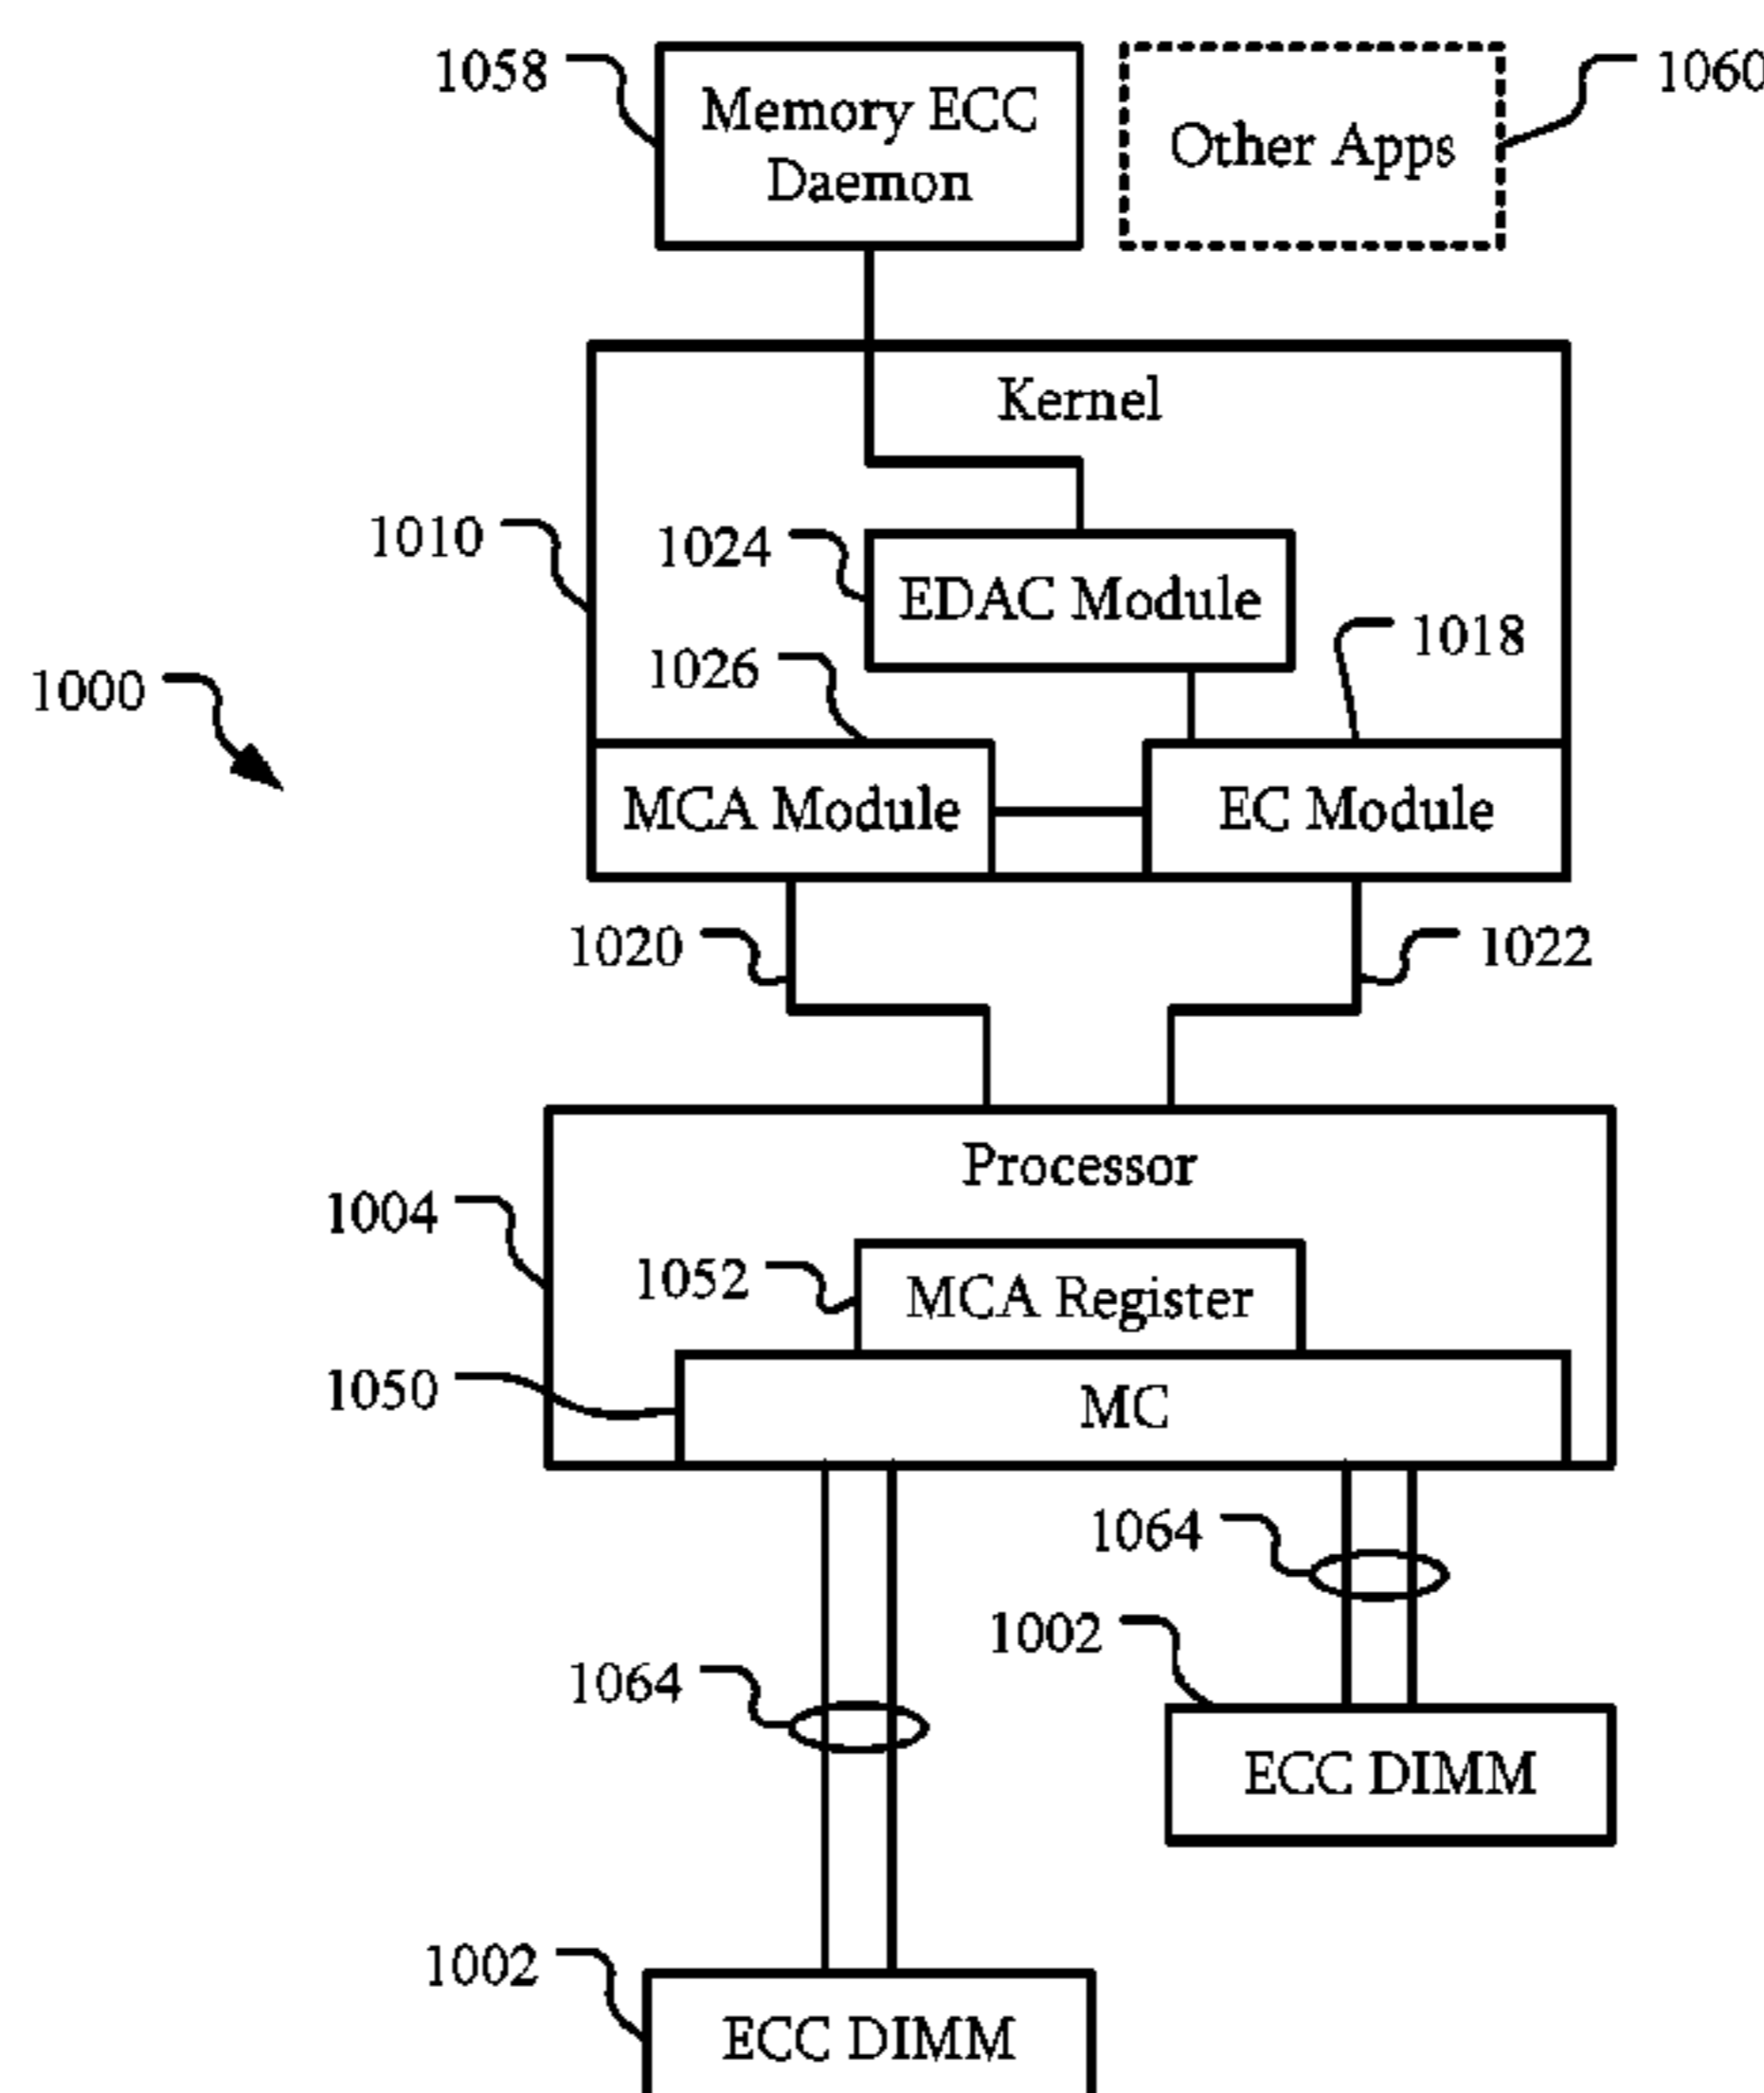 1058
Memory ECC
Daemon
Other Apps
1060
Kernel
1010
1024
EDAC Module
1018
1026
1000
MCA Module
EC Module
1020
1022
Processor
1004
1052
MCA Register
1050
MC
1064
1002
1064
ECC DIMM
1002
ECC DIMM